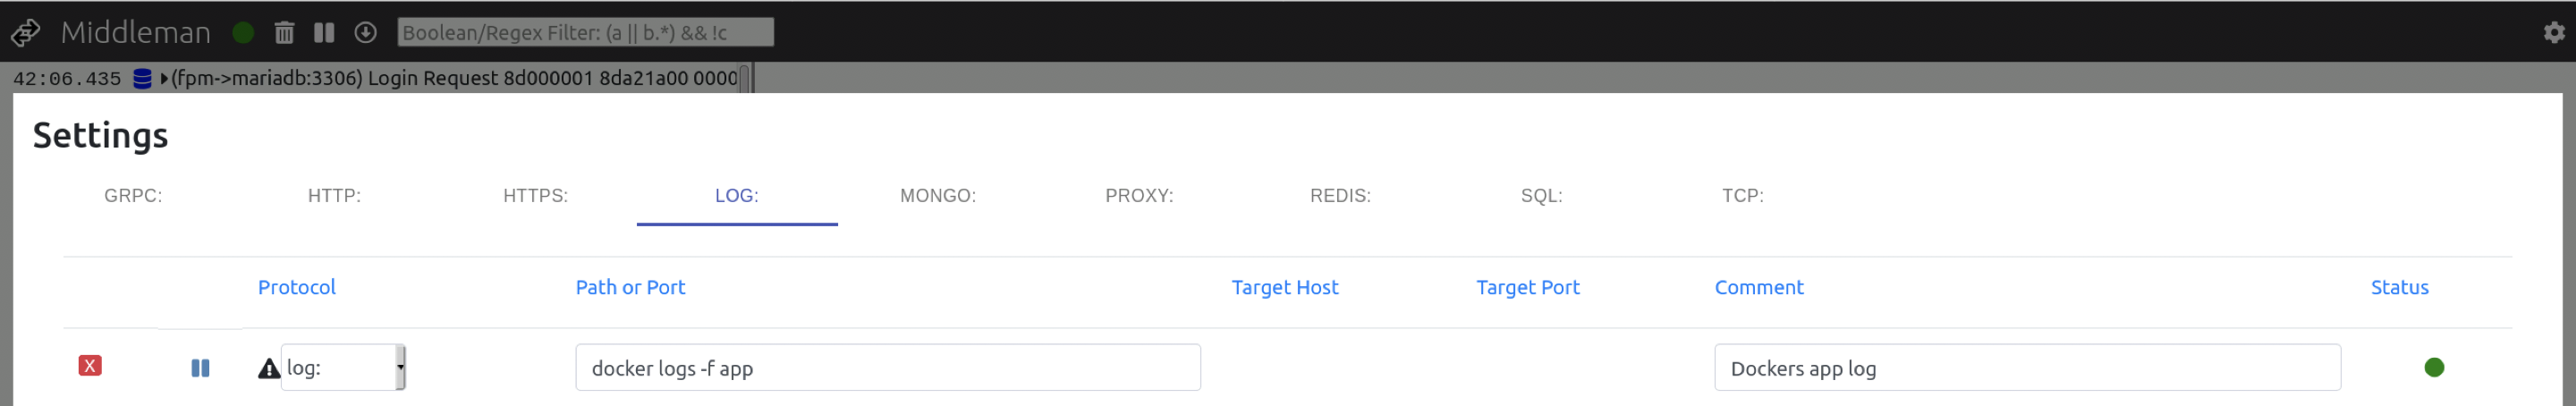 Middleman Boolean/Regex Filter: (a || b.*) && !c
42:06.435 (fpm->mariadb:3306) Login Request 8d000001 8da21a00 0000
Settings
GRPC: HTTP: HTTPS: LOG: MONGO: PROXY: REDIS: SQL: TCP:
Protocol Path or Port Target Host Target Port Comment Status
X log: docker logs -f app Dockers app log